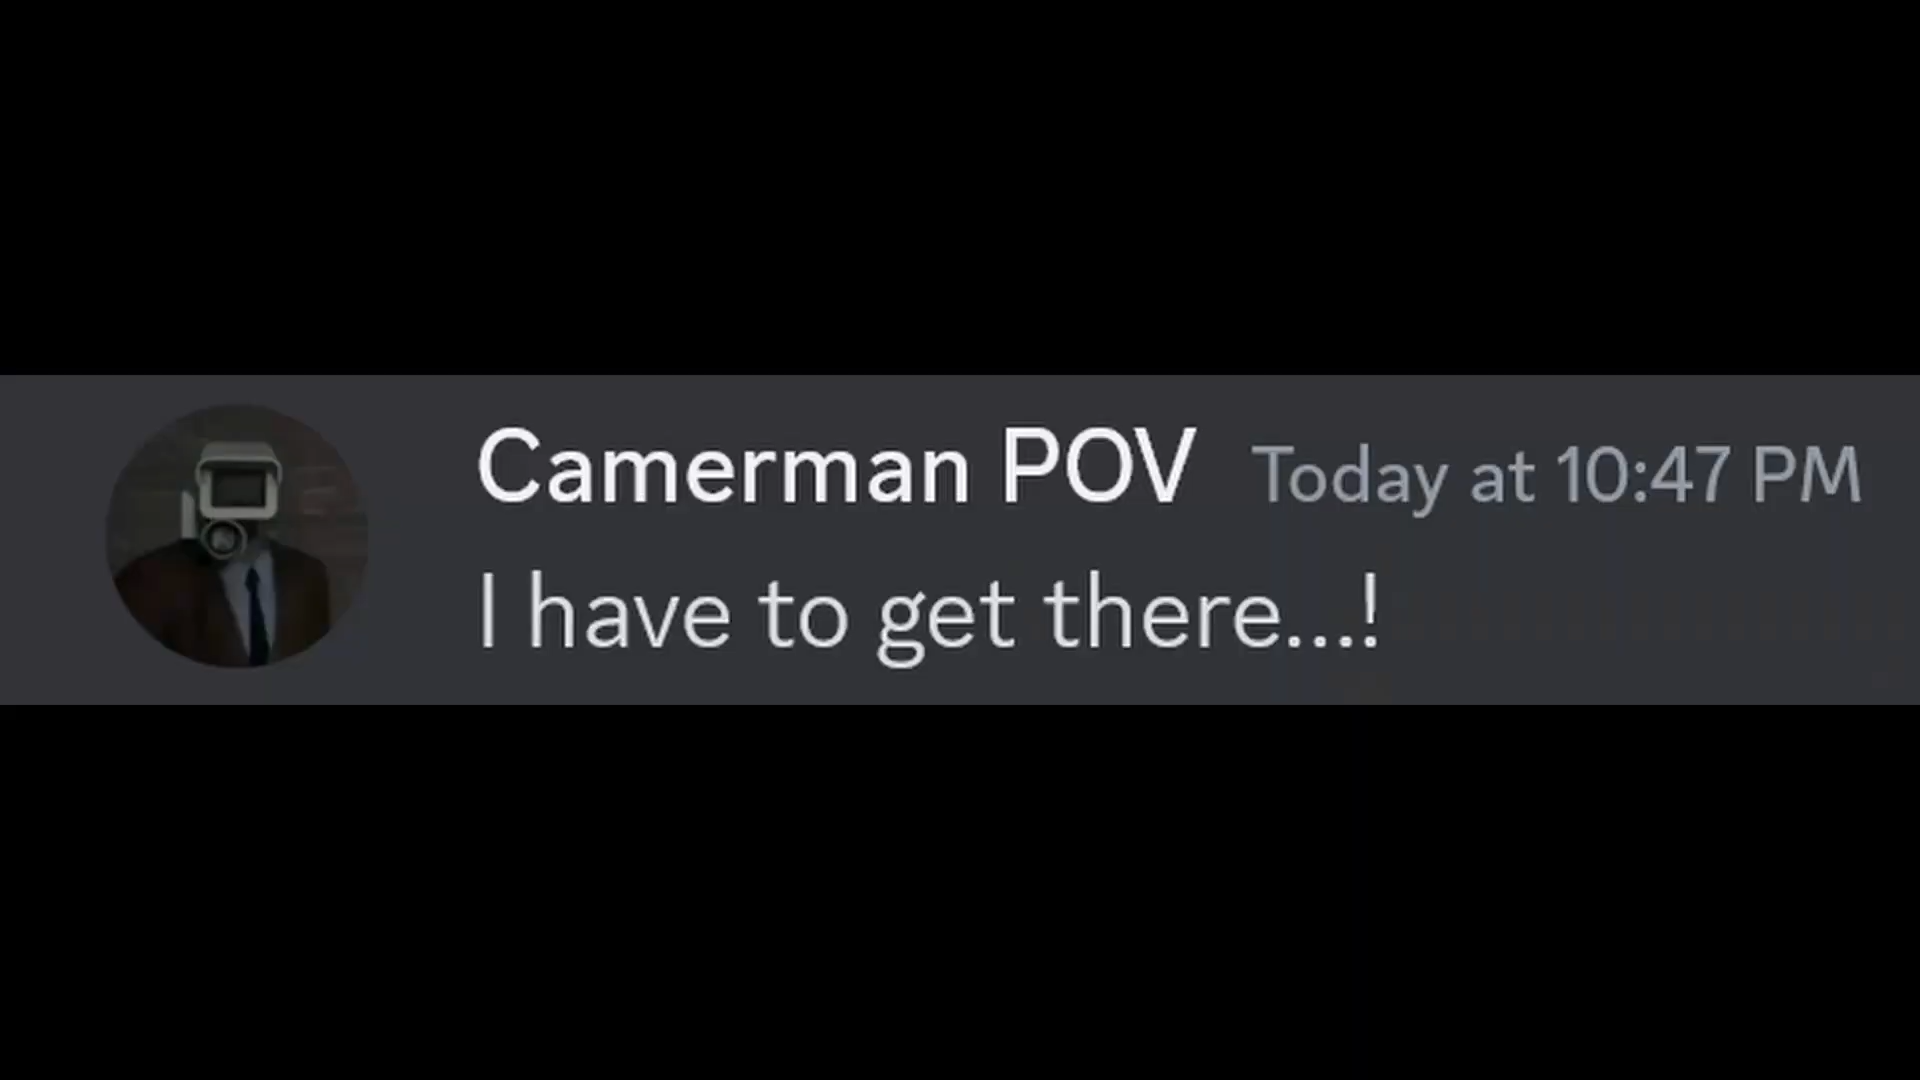 Camerman POV Today at 10:47 PM
I have to get there...!